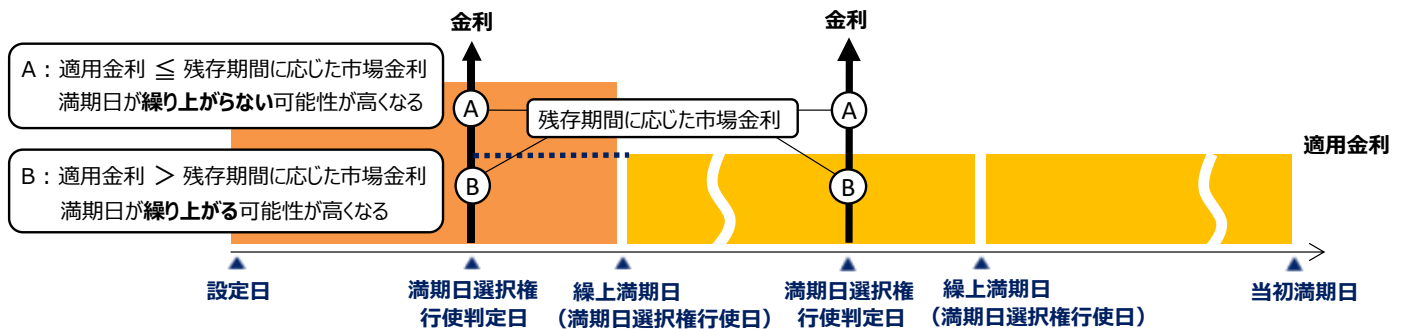 金利
金利
A：適用金利 ≦ 残存期間に応じた市場金利
満期日が繰り上がらない可能性が高くなる
A
A
残存期間に応じた市場金利
適用金利
B：適用金利 ＞ 残存期間に応じた市場金利
満期日が繰り上がる可能性が高くなる
B
B
設定日
満期日選択権
行使判定日
繰上満期日
（満期日選択権行使日）
満期日選択権
行使判定日
繰上満期日
（満期日選択権行使日）
当初満期日